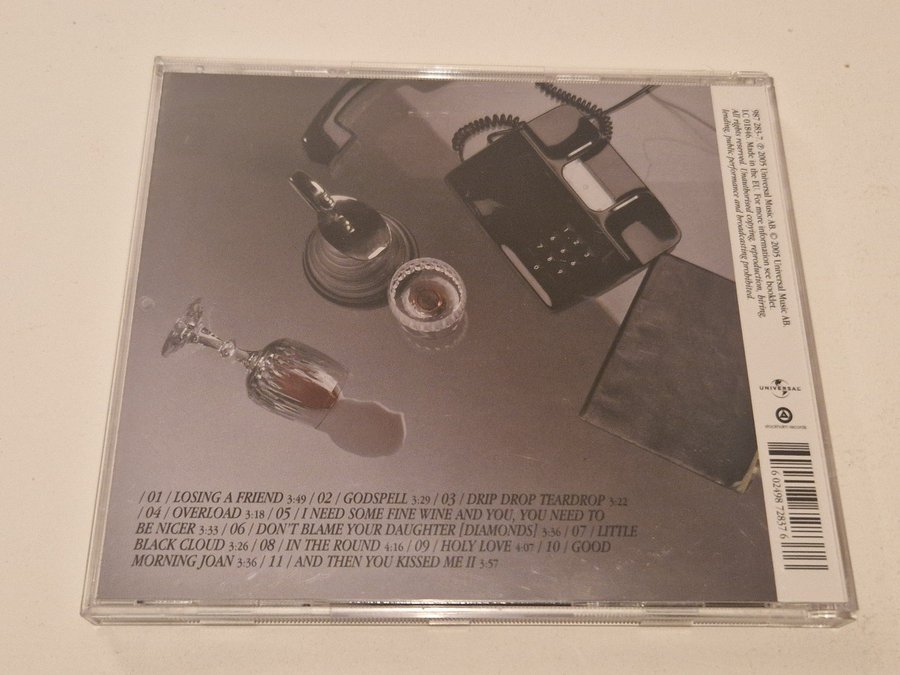 / 01 / LOSING A FRIEND 3:49 / 02 / GODSPELL 3:29 / 03 / DRIP DROP TEARDROP 3:22
/ 04 / OVERLOAD 3:18 / 05 / I NEED SOME FINE WINE AND YOU, YOU NEED TO
BE NICER 3:33 / 06 / DON'T BLAME YOUR DAUGHTER [DIAMONDS] 3:36 / 07 / LITTLE
BLACK CLOUD 3:26 / 08 / IN THE ROUND 4:16 / 09 / HOLY LOVE 4:07 / 10 / GOOD
MORNING JOAN 3:36 / 11 / AND THEN YOU KISSED ME II 3:57
987 283-7. ℗ 2005 Universal Music AB. © 2005 Universal Music AB.
LC 01846. Made in the EU. For more information see booklet.
All rights reserved. Unauthorised copying, reproduction, hiring,
lending, public performance and broadcasting prohibited.
UNIVERSAL
stockholm records
6 02498 72837 6